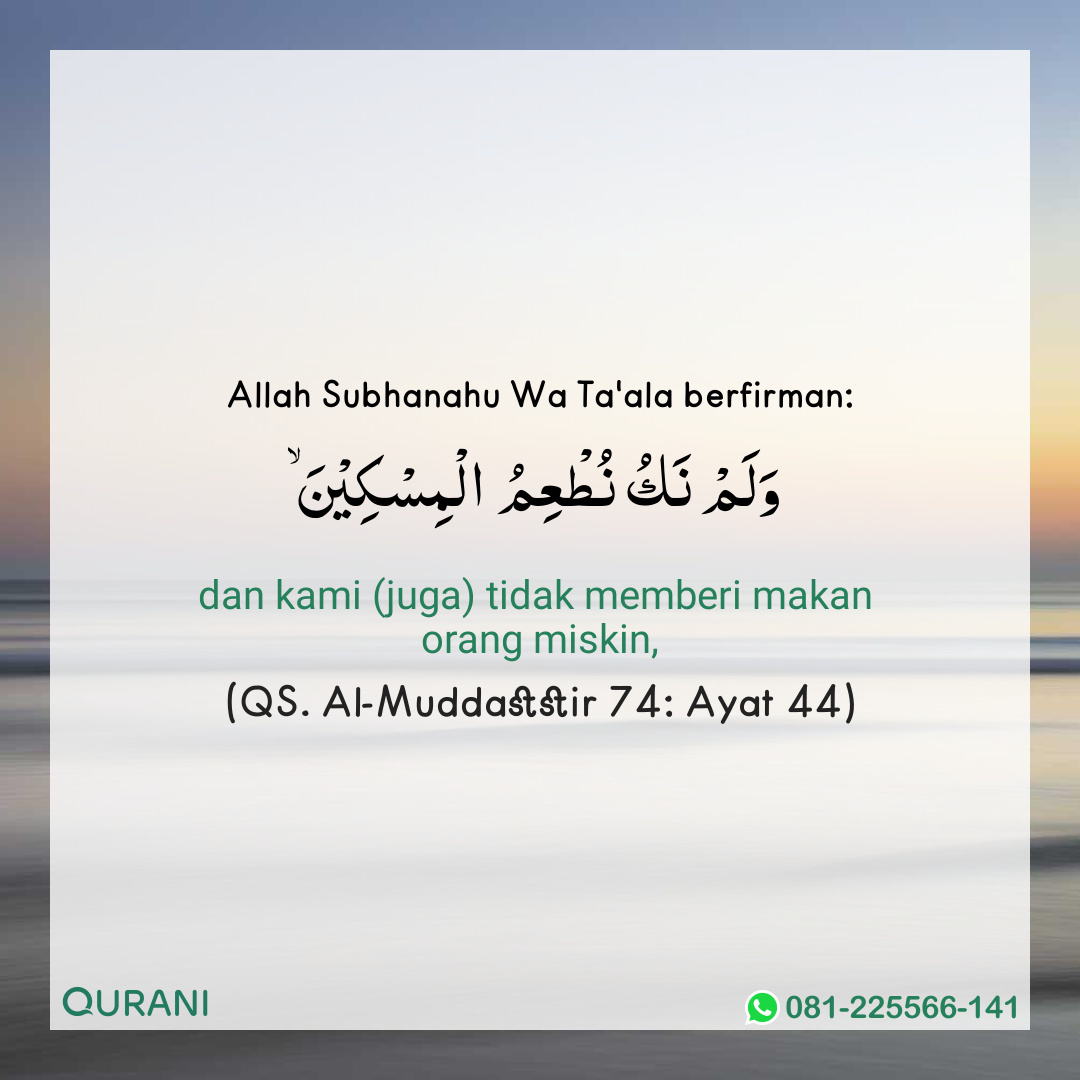 Allah Subhanahu Wa Ta'ala berfirman:
وَلَمْ نَكُ نُطْعِمُ الْمِسْكِيْنَۙ
dan kami (juga) tidak memberi makan
orang miskin,
(QS. Al-Muddaststir 74: Ayat 44)
QURANI
081-225566-141